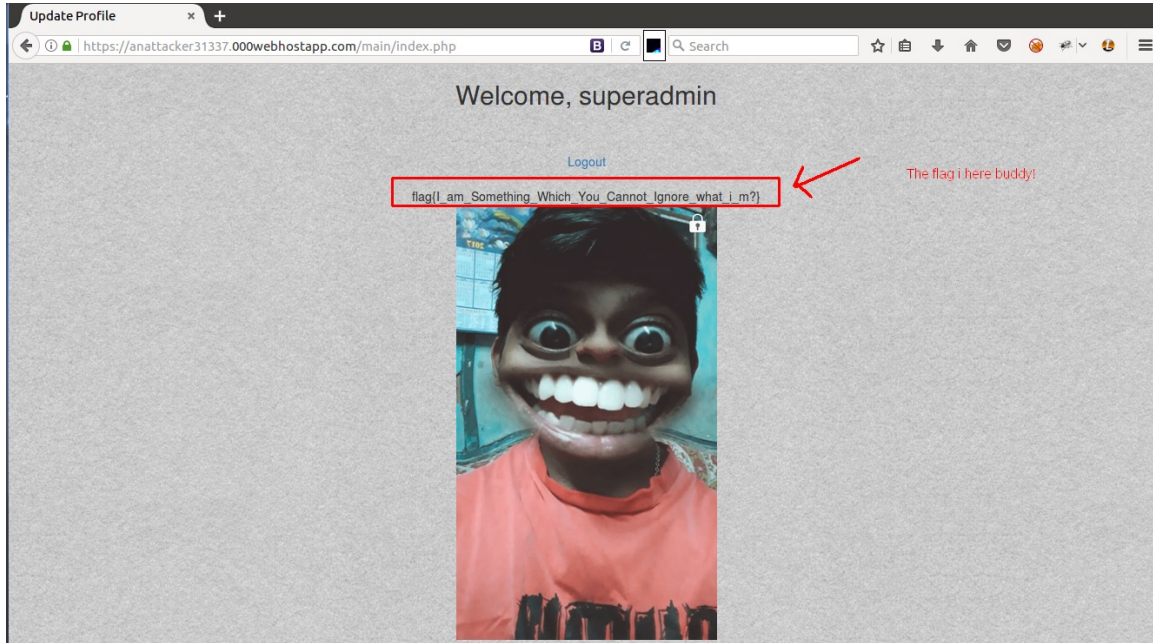 Update Profile
https://anattacker31337.000webhostapp.com/main/index.php
Search
Welcome, superadmin
Logout
flag{I_am_Something_Which_You_Cannot_Ignore_what_i_m?}
The flag i here buddy!